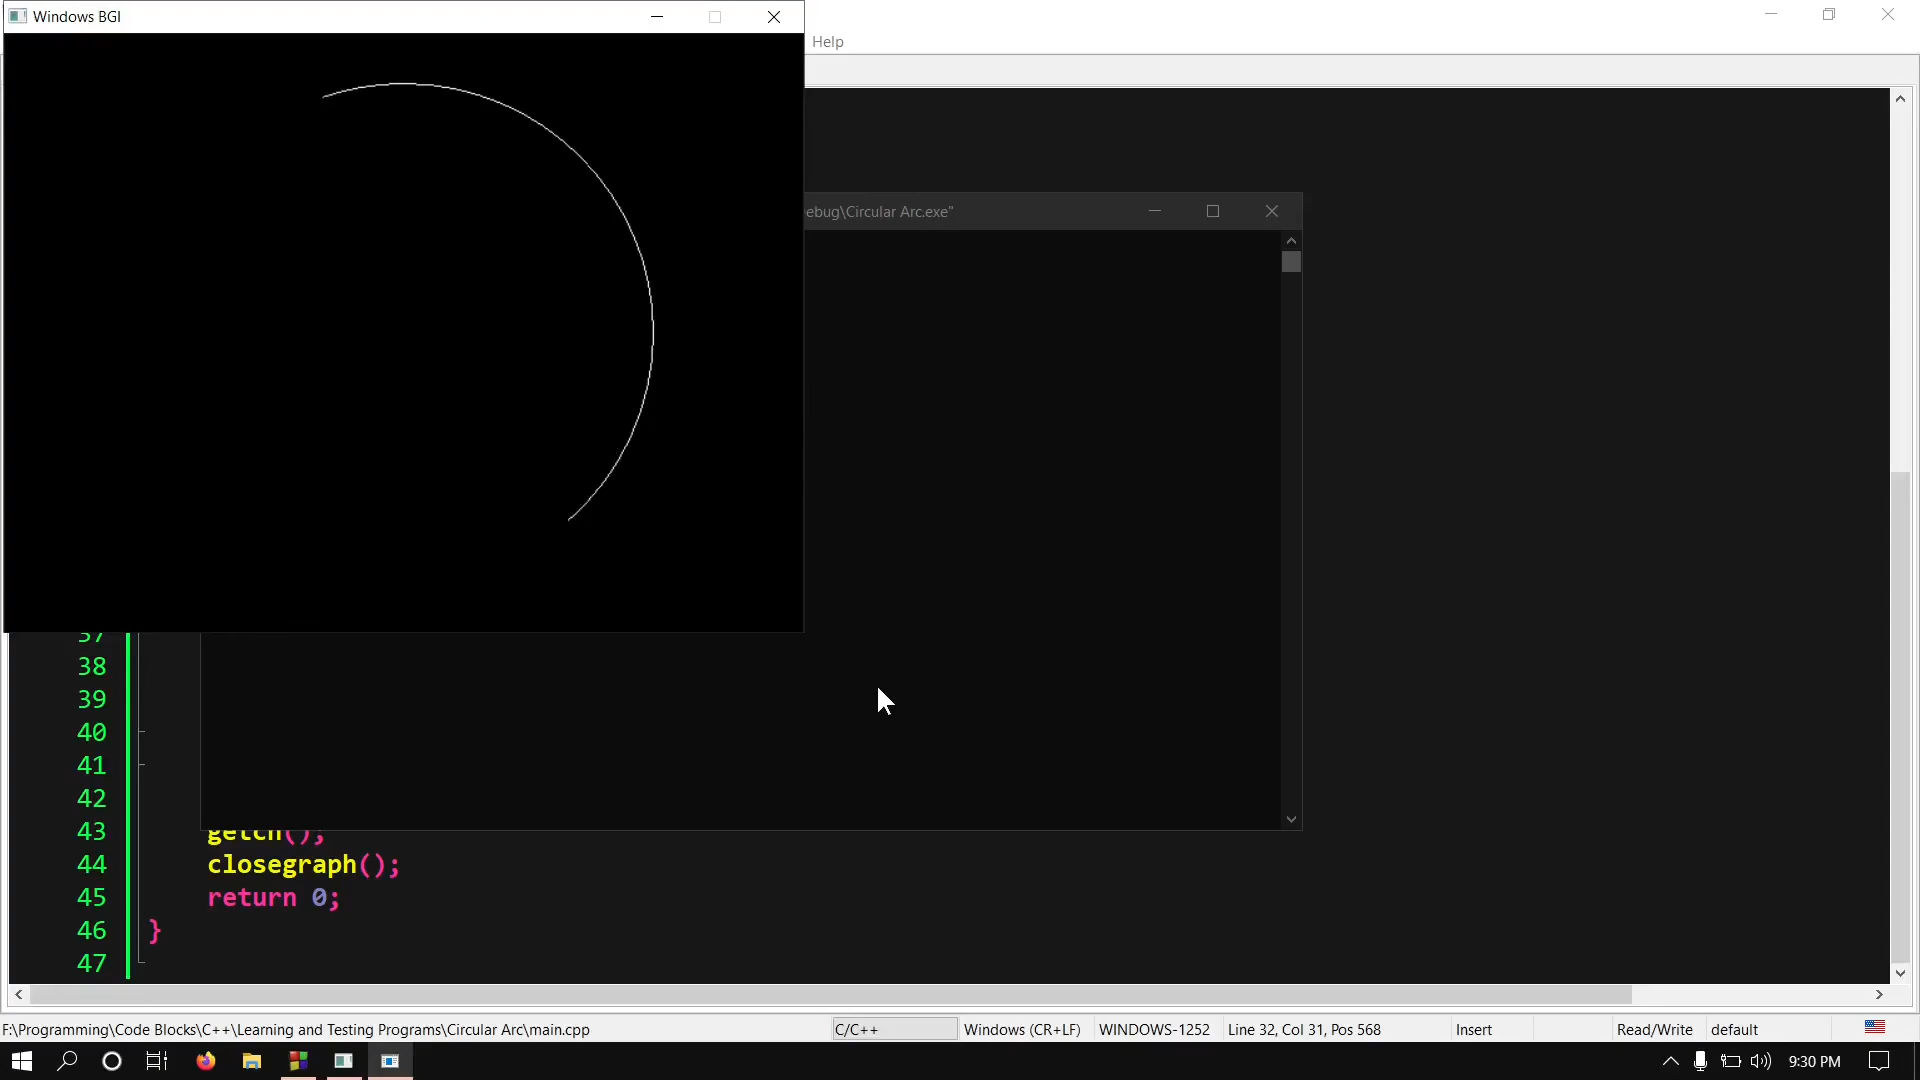 Windows BGI
Help
ebug\Circular Arc.exe"
37
38
39
40
41
42
43 getch();
44 closegraph();
45 return 0;
46 }
47
F:\Programming\Code Blocks\C++\Learning and Testing Programs\Circular Arc\main.cpp C/C++ Windows (CR+LF) WINDOWS-1252 Line 32, Col 31, Pos 568 Insert Read/Write default
9:30 PM